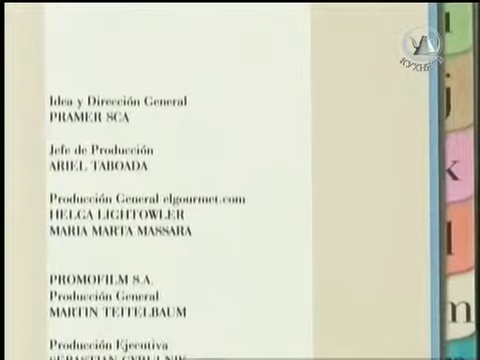 Idea y Dirección General
PRAMER SCA
Jefe de Producción
ARIEL TABOADA
Producción General elgourmet.com
HELGA LIGHTOWLER
MARIA MARTA MASSARA
PROMOFILM S.A.
Producción General
MARTIN TEITELBAUM
Producción Ejecutiva
i
j
k
l
m